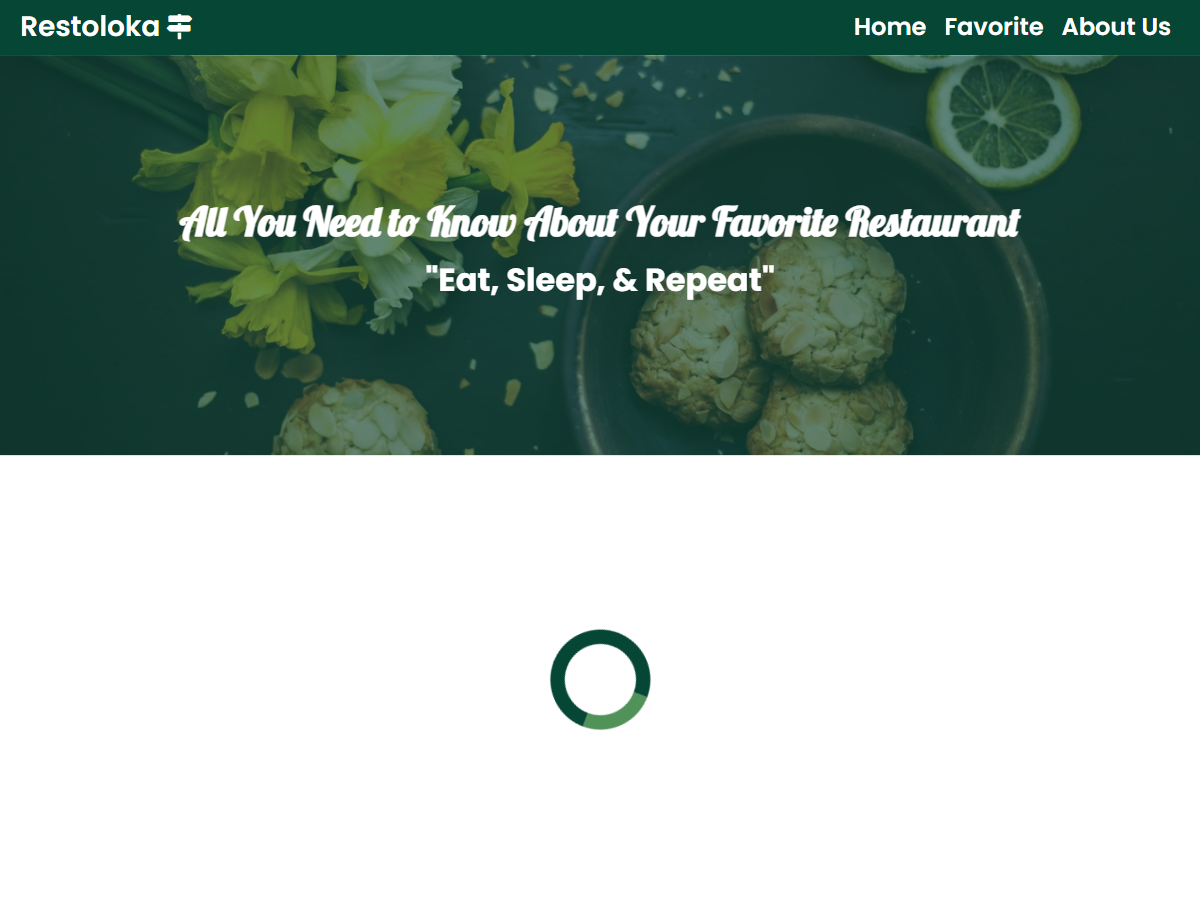 Restoloka
Home Favorite About Us
All You Need to Know About Your Favorite Restaurant
"Eat, Sleep, & Repeat"